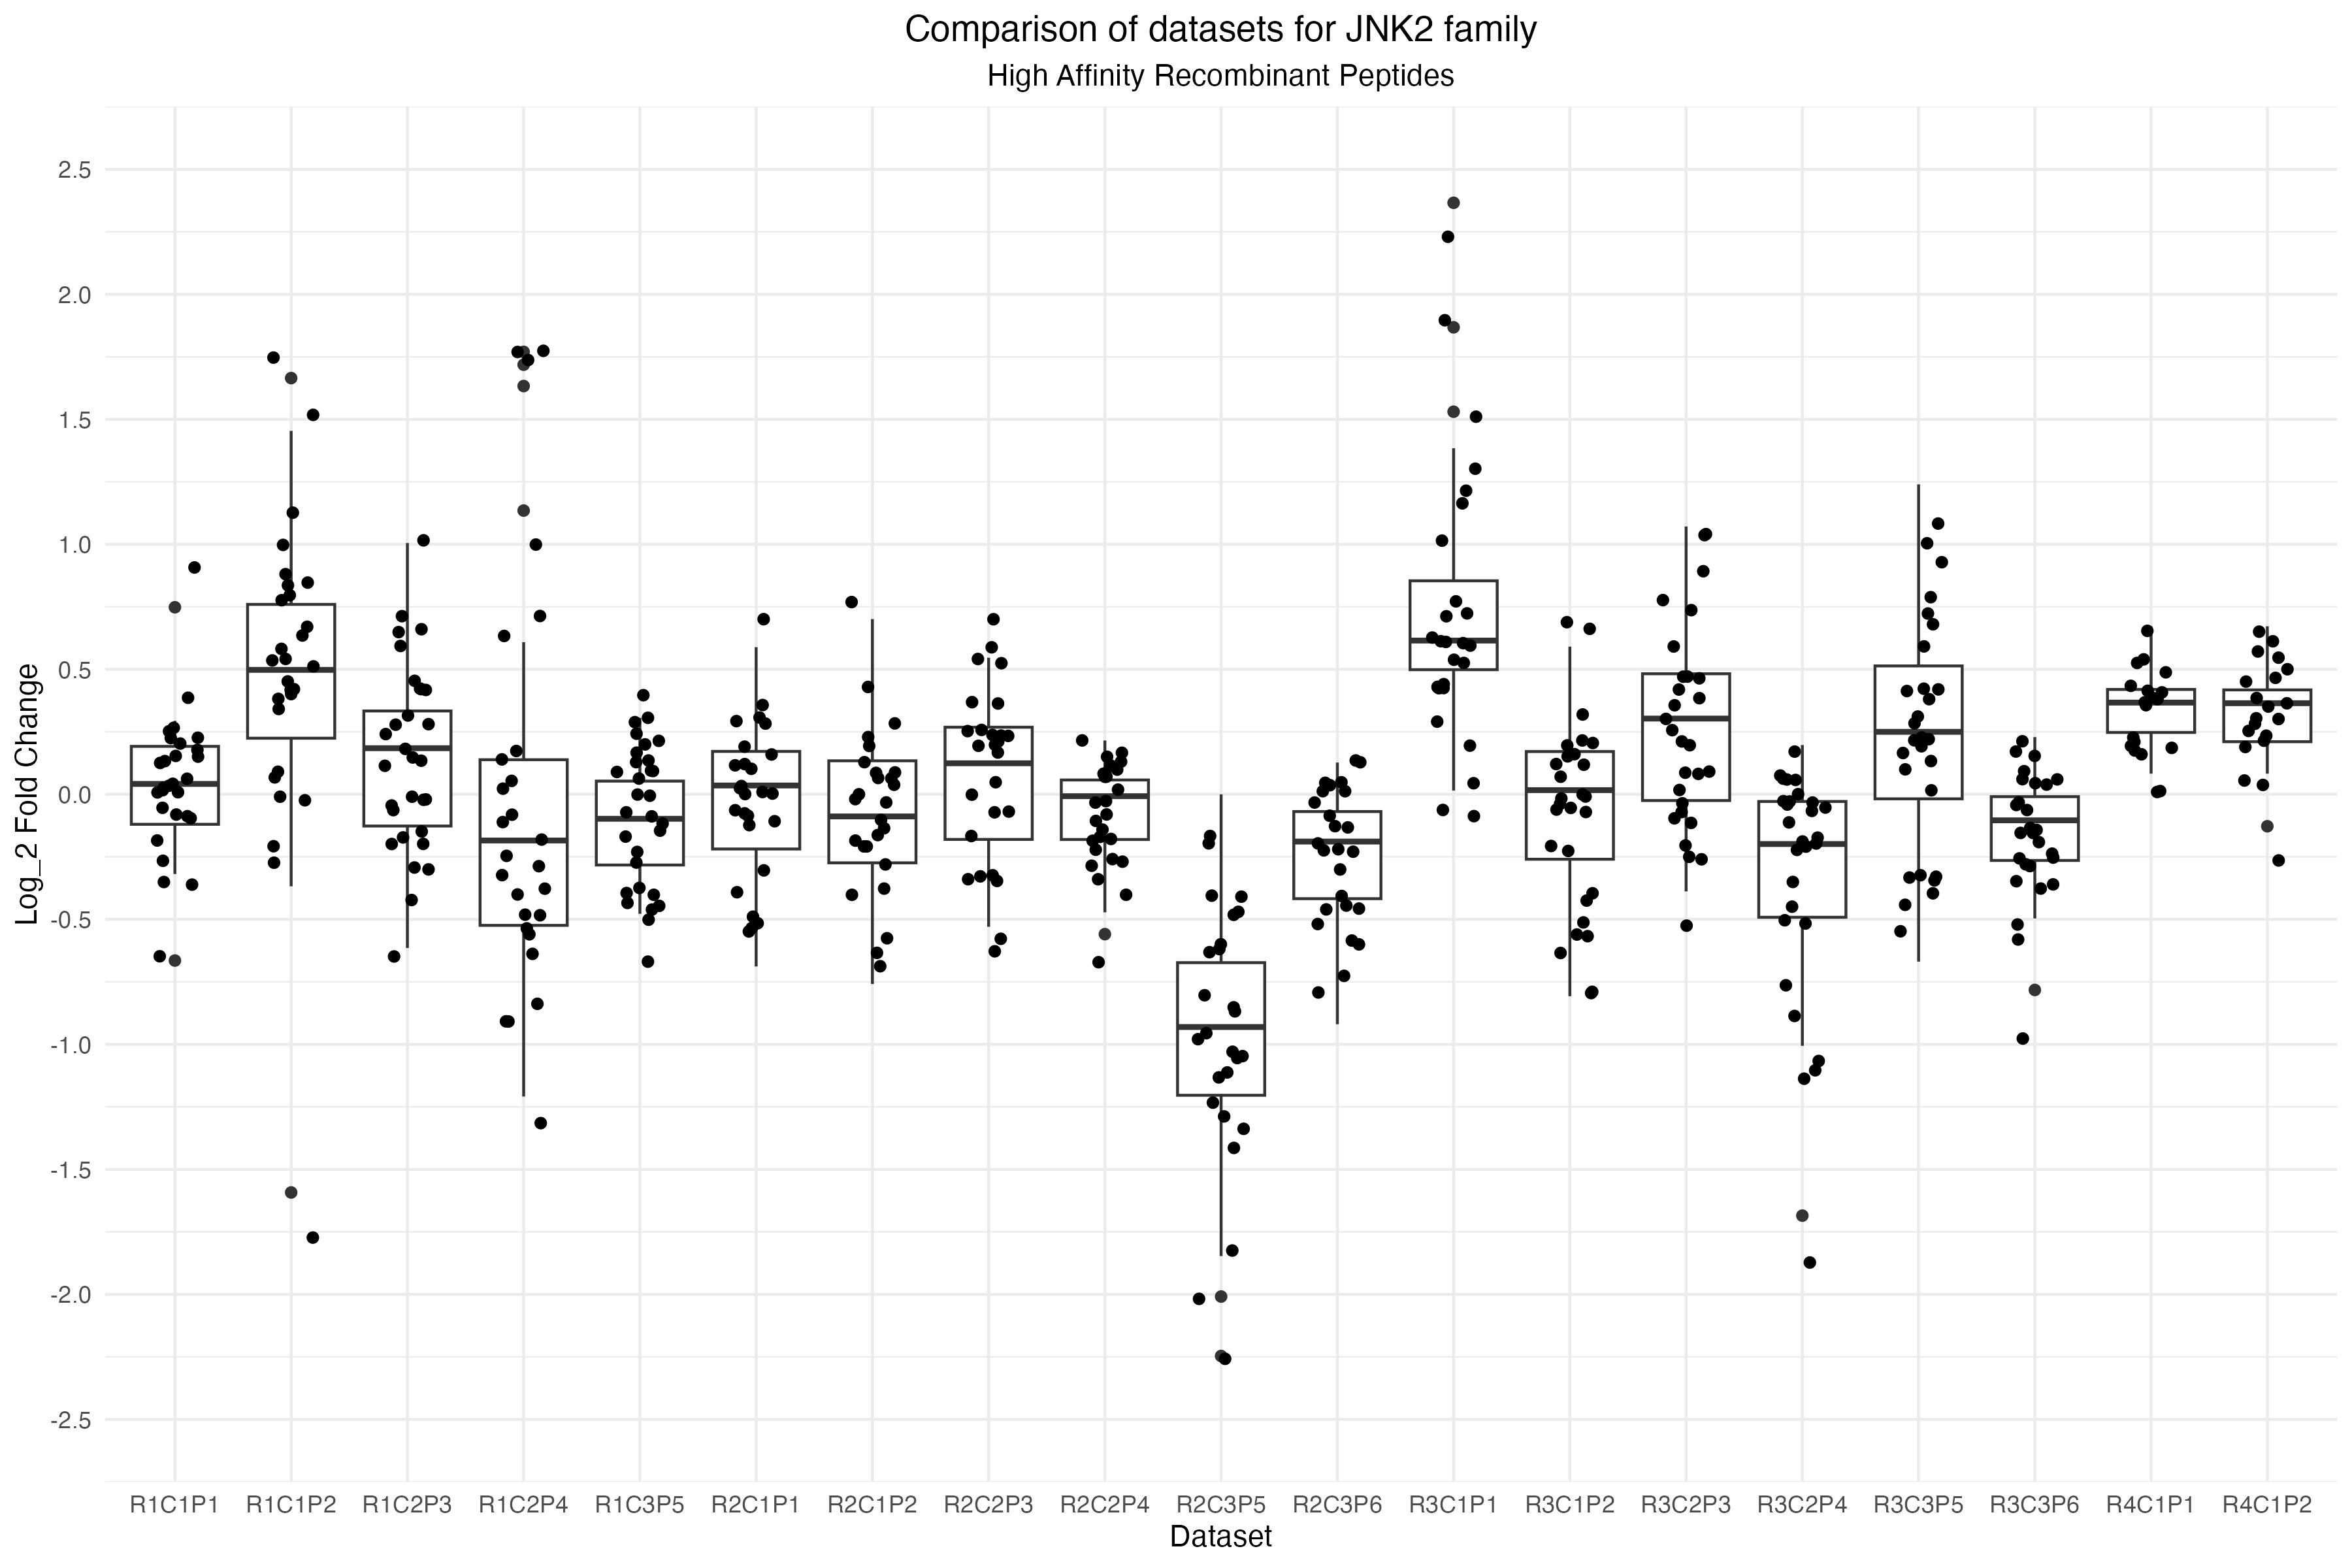 Comparison of datasets for JNK2 family
High Affinity Recombinant Peptides
Log_2 Fold Change
2.5
2.0
1.5
1.0
0.5
0.0
-0.5
-1.0
-1.5
-2.0
-2.5
R1C1P1 R1C1P2 R1C2P3 R1C2P4 R1C3P5 R2C1P1 R2C1P2 R2C2P3 R2C2P4 R2C3P5 R2C3P6 R3C1P1 R3C1P2 R3C2P3 R3C2P4 R3C3P5 R3C3P6 R4C1P1 R4C1P2
Dataset